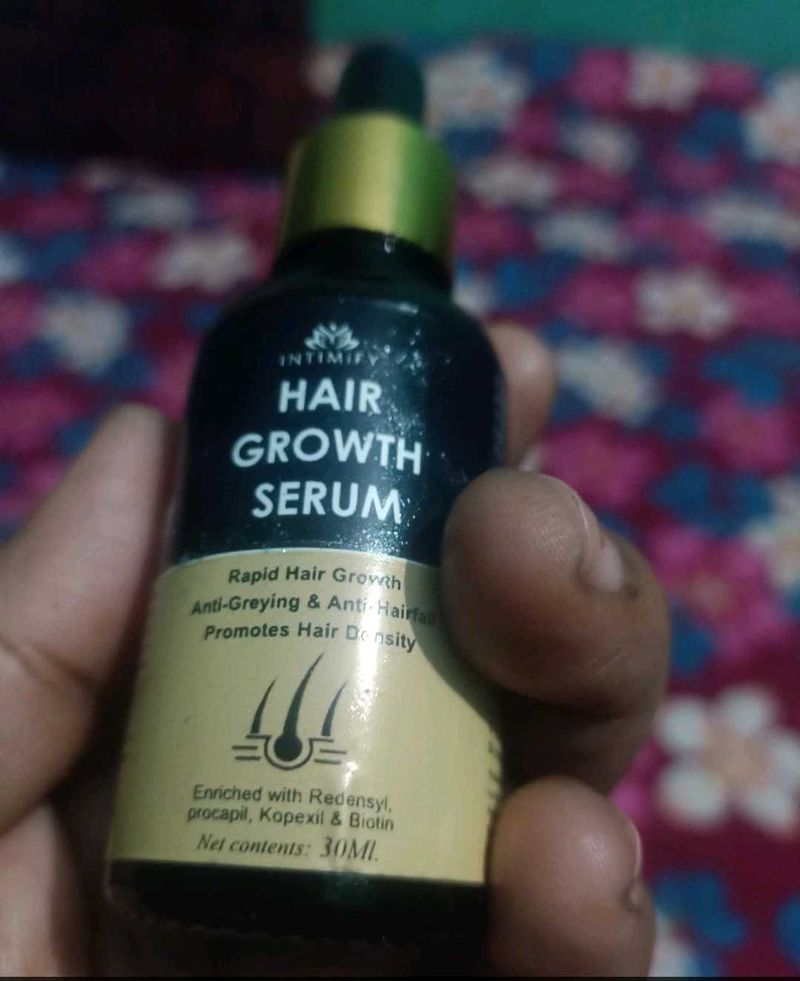 INTIMIFY
HAIR
GROWTH
SERUM
Rapid Hair Growth
Anti-Greying & Anti-Hairfall
Promotes Hair Density
Enriched with Redensyl,
procapil, Kopexil & Biotin
Net contents: 30Ml.